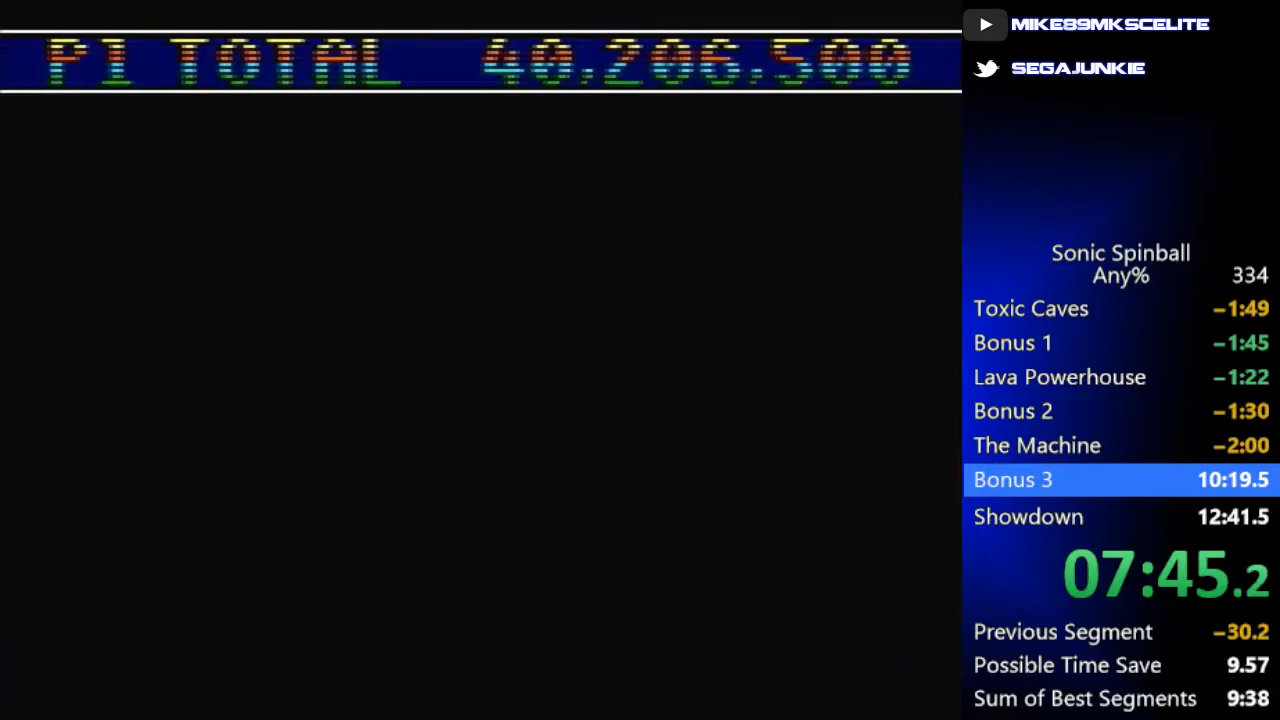 P1 TOTAL 40.206.500
MIKE89MKSCELITE
SEGAJUNKIE
Sonic Spinball
Any% 334
Toxic Caves −1:49
Bonus 1 −1:45
Lava Powerhouse −1:22
Bonus 2 −1:30
The Machine −2:00
Bonus 3 10:19.5
Showdown 12:41.5
07:45.2
Previous Segment −30.2
Possible Time Save 9.57
Sum of Best Segments 9:38